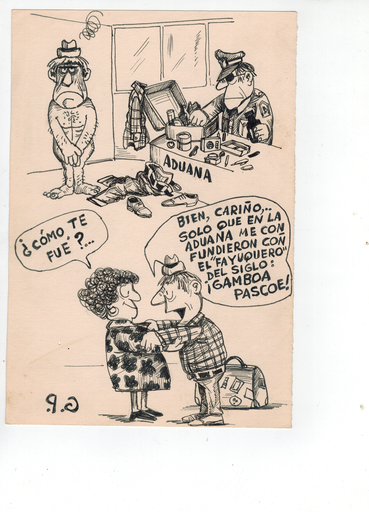 ADUANA
¿CÓMO TE
FUE?...
BIEN, CARIÑO,..
SOLO QUE EN LA
ADUANA ME CON
FUNDIERON CON
EL "FAYUQUERO"
DEL SIGLO:
¡GAMBOA
PASCOE!
G.P.